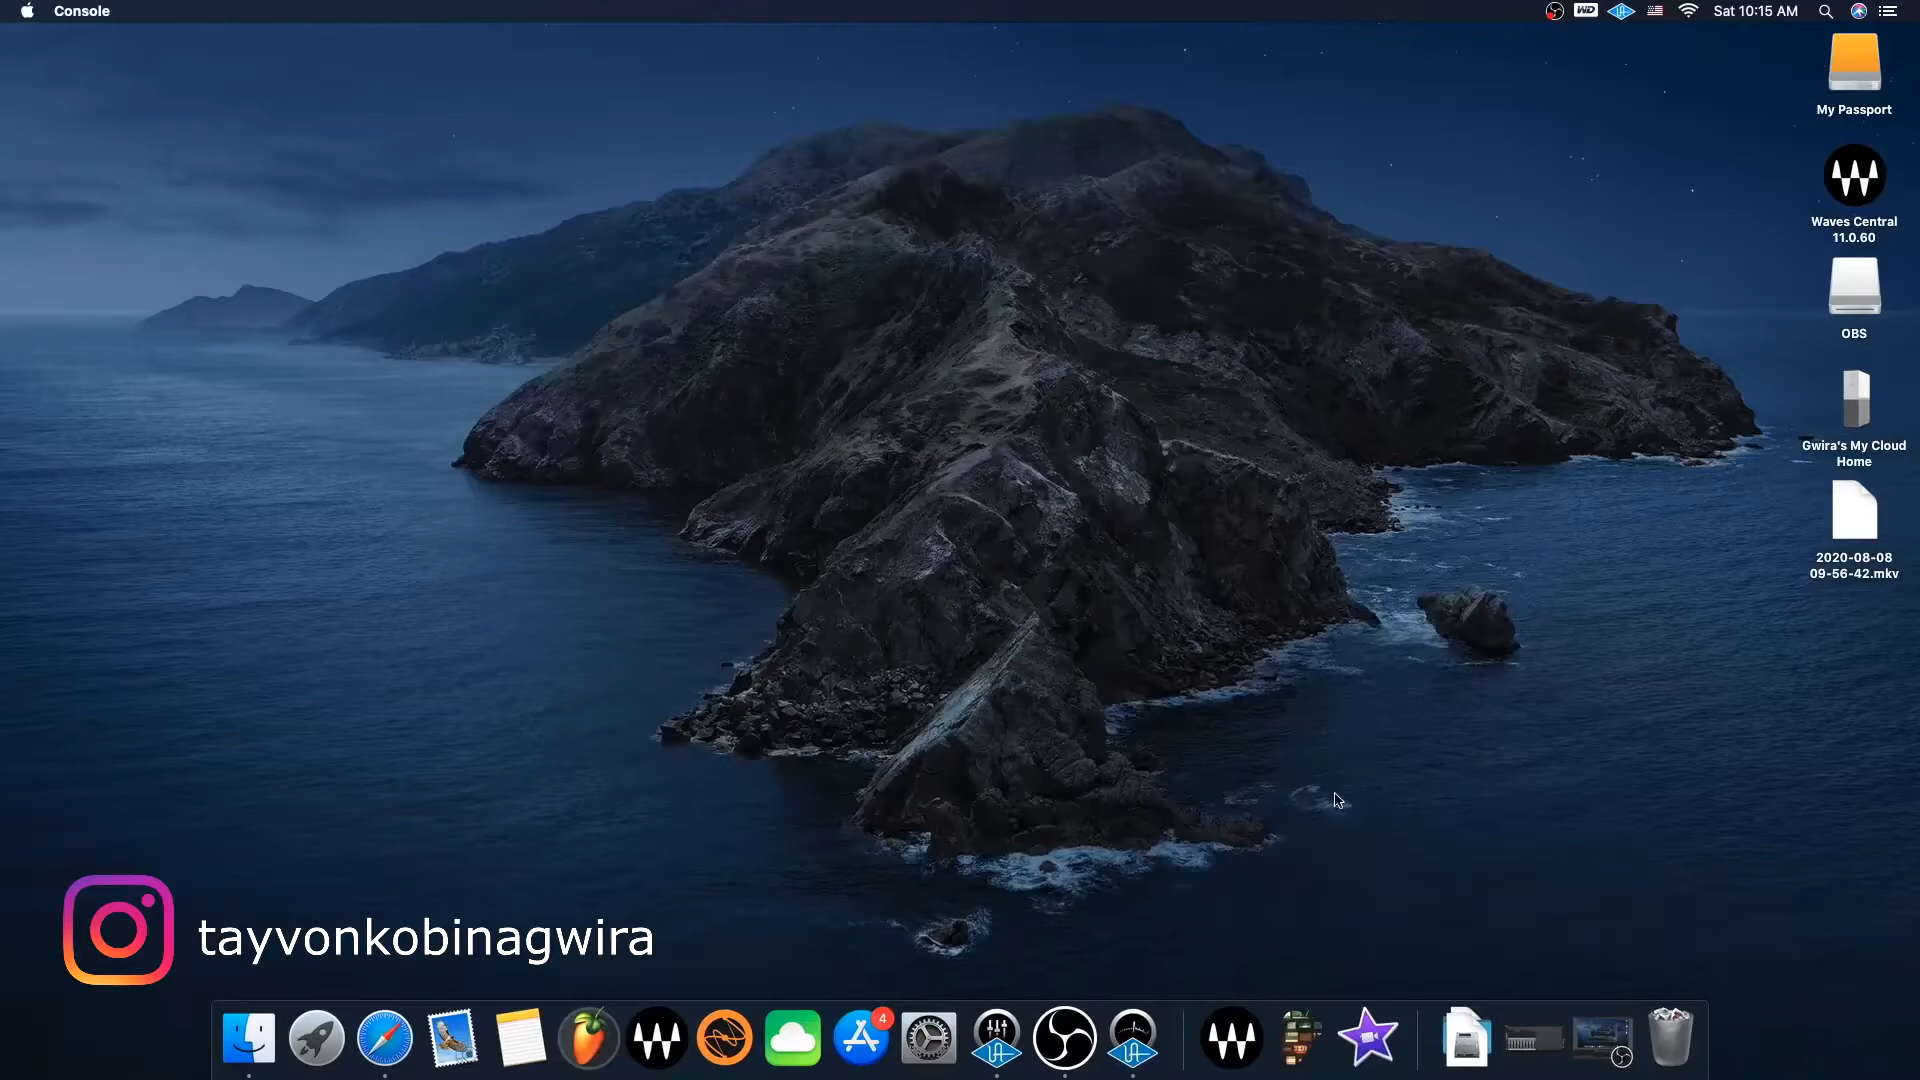 Console
WD
Sat 10:15 AM
My Passport
Waves Central
11.0.60
OBS
Gwira's My Cloud
Home
2020-08-08
09-56-42.mkv
tayvonkobinagwira
4